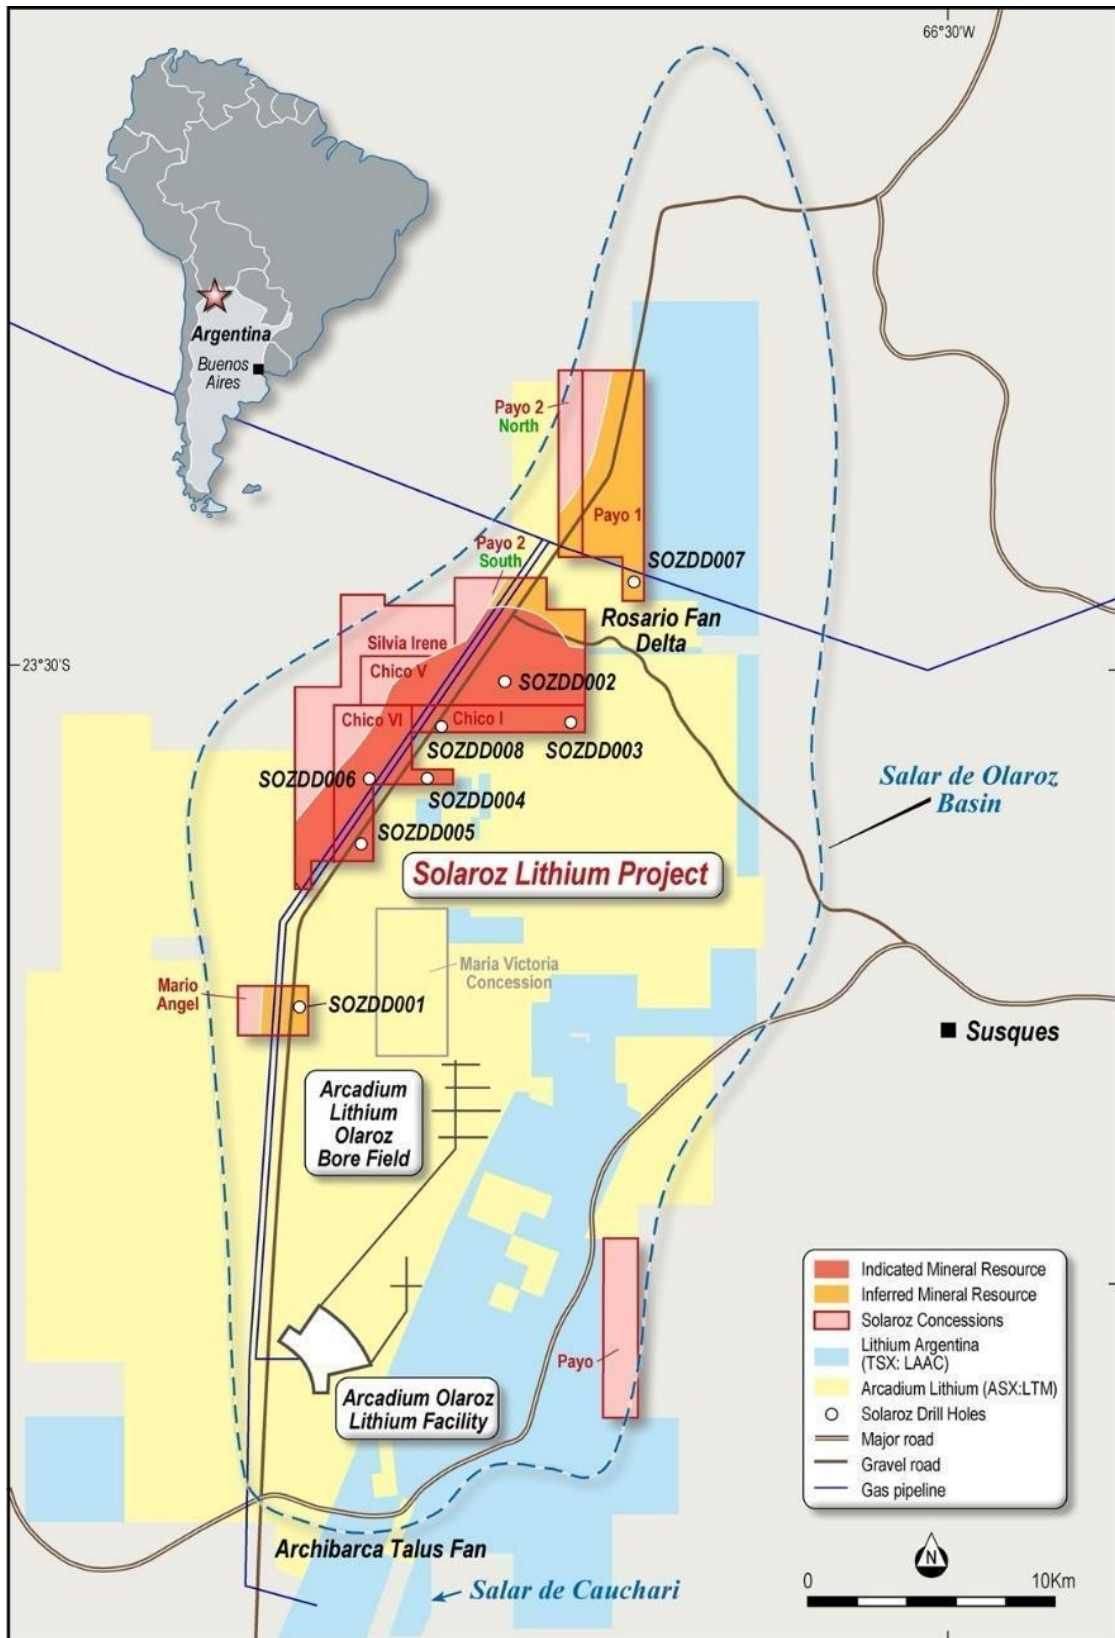 66°30'W
Argentina
Buenos
Aires
Payo 2
North
Payo 1
Payo 2
South
SOZDD007
Rosario Fan
Delta
23°30'S
Silvia Irene
Chico V
SOZDD002
Chico VI
Chico I
SOZDD008
SOZDD003
SOZDD006
SOZDD004
SOZDD005
Salar de Olaroz
Basin
Solaroz Lithium Project
Maria Victoria
Concession
Mario
Angel
SOZDD001
Susques
Arcadium
Lithium
Olaroz
Bore Field
Payo
Arcadium Olaroz
Lithium Facility
Indicated Mineral Resource
Inferred Mineral Resource
Solaroz Concessions
Lithium Argentina
(TSX: LAAC)
Arcadium Lithium (ASX:LTM)
Solaroz Drill Holes
Major road
Gravel road
Gas pipeline
Archibarca Talus Fan
Salar de Cauchari
N
0 10Km